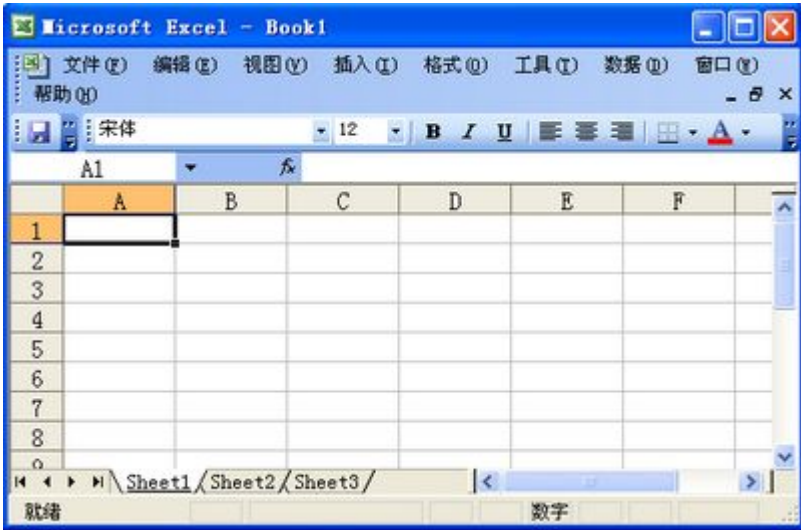 Microsoft Excel - Book1
文件(F) 编辑(E) 视图(V) 插入(I) 格式(O) 工具(T) 数据(D) 窗口(W)
帮助(H)
宋体 12 B I U A
A1 fx
A B C D E F
1
2
3
4
5
6
7
8
9
Sheet1 Sheet2 Sheet3
就绪 数字